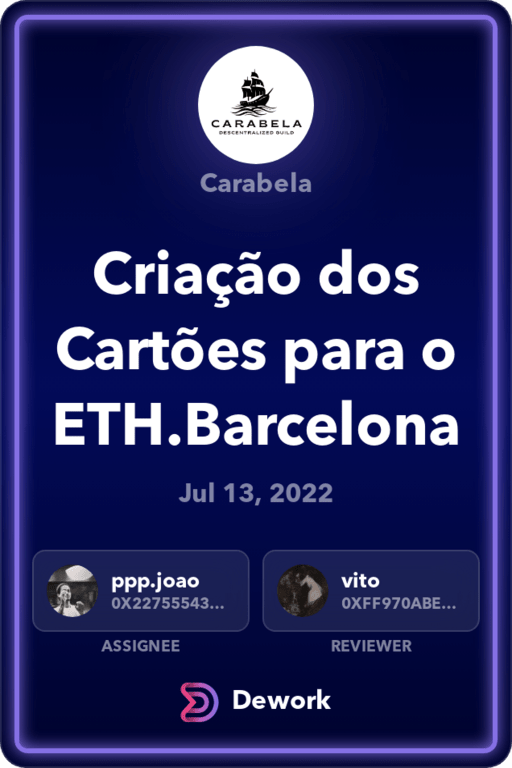 CARABELA
DESCENTRALIZED GUILD
Carabela
Criação dos
Cartões para o
ETH.Barcelona
Jul 13, 2022
ppp.joao
0X22755543...
vito
0XFF970ABE...
ASSIGNEE
REVIEWER
Dework